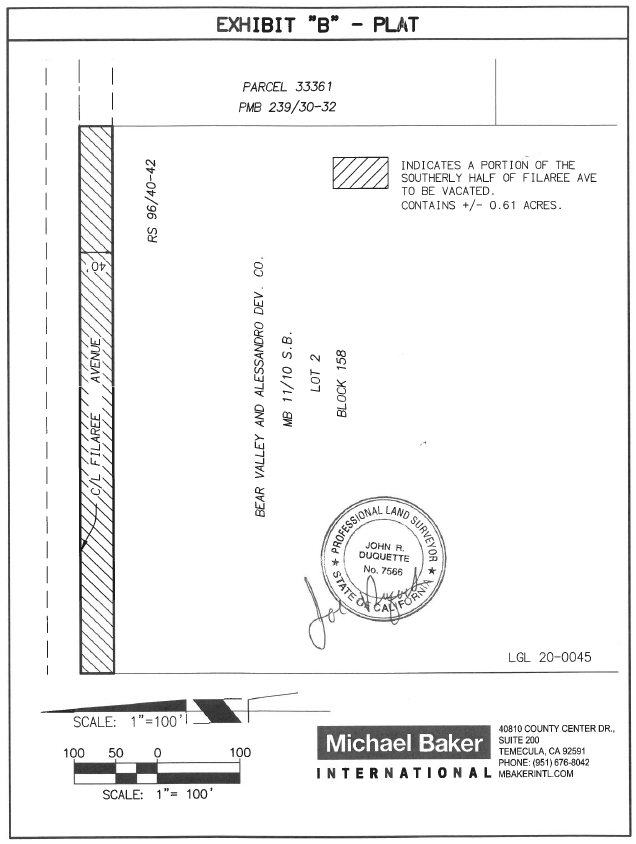 EXHIBIT "B" - PLAT
PARCEL 33361
PMB 239/30-32
RS 96/40-42
INDICATES A PORTION OF THE
SOUTHERLY HALF OF FILAREE AVE
TO BE VACATED.
CONTAINS +/- 0.61 ACRES.
40'
C/L FILAREE AVENUE
BEAR VALLEY AND ALESSANDRO DEV. CO.
MB 11/10 S.B.
LOT 2
BLOCK 158
PROFESSIONAL LAND SURVEYOR
JOHN R.
DUQUETTE
No. 7566
STATE OF CALIFORNIA
LGL 20-0045
SCALE: 1"=100'
100 50 0 100
SCALE: 1"= 100'
Michael Baker
INTERNATIONAL
40810 COUNTY CENTER DR.,
SUITE 200
TEMECULA, CA 92591
PHONE: (951) 676-8042
MBAKERINTL.COM